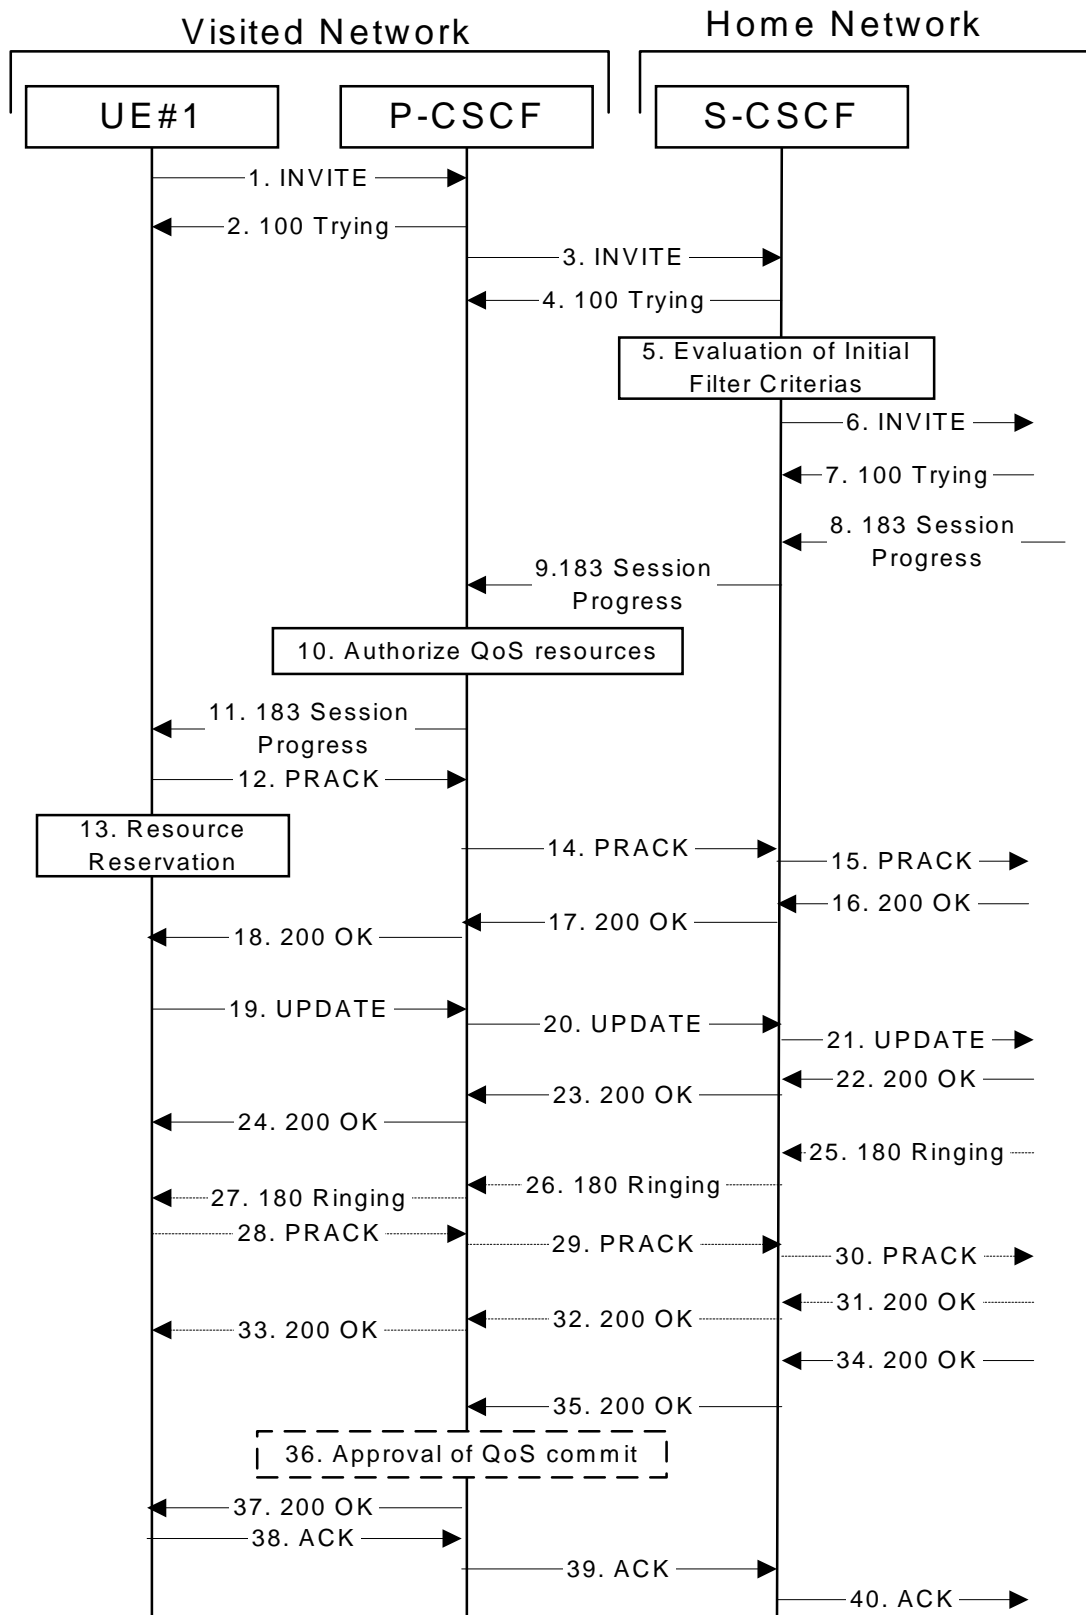 Visited Network
Home Network
UE#1
P-CSCF
S-CSCF
1. INVITE
2. 100 Trying
3. INVITE
4. 100 Trying
5. Evaluation of Initial
Filter Criterias
6. INVITE
7. 100 Trying
8. 183 Session
Progress
9.183 Session
Progress
10. Authorize QoS resources
11. 183 Session
Progress
12. PRACK
13. Resource
Reservation
14. PRACK
15. PRACK
16. 200 OK
17. 200 OK
18. 200 OK
19. UPDATE
20. UPDATE
21. UPDATE
22. 200 OK
23. 200 OK
24. 200 OK
25. 180 Ringing
26. 180 Ringing
27. 180 Ringing
28. PRACK
29. PRACK
30. PRACK
31. 200 OK
32. 200 OK
33. 200 OK
34. 200 OK
35. 200 OK
36. Approval of QoS commit
37. 200 OK
38. ACK
39. ACK
40. ACK